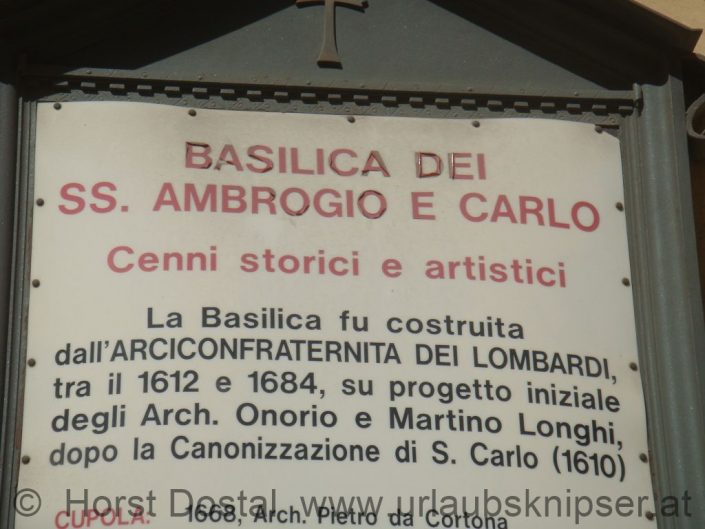 BASILICA DEI
SS. AMBROGIO E CARLO
Cenni storici e artistici
La Basilica fu costruita
dall'ARCICONFRATERNITA DEI LOMBARDI,
tra il 1612 e 1684, su progetto iniziale
degli Arch. Onorio e Martino Longhi,
dopo la Canonizzazione di S. Carlo (1610)
© Horst Dostal www.urlaubsknipser.at
CUPOLA: 1668, Arch. Pietro da Cortona